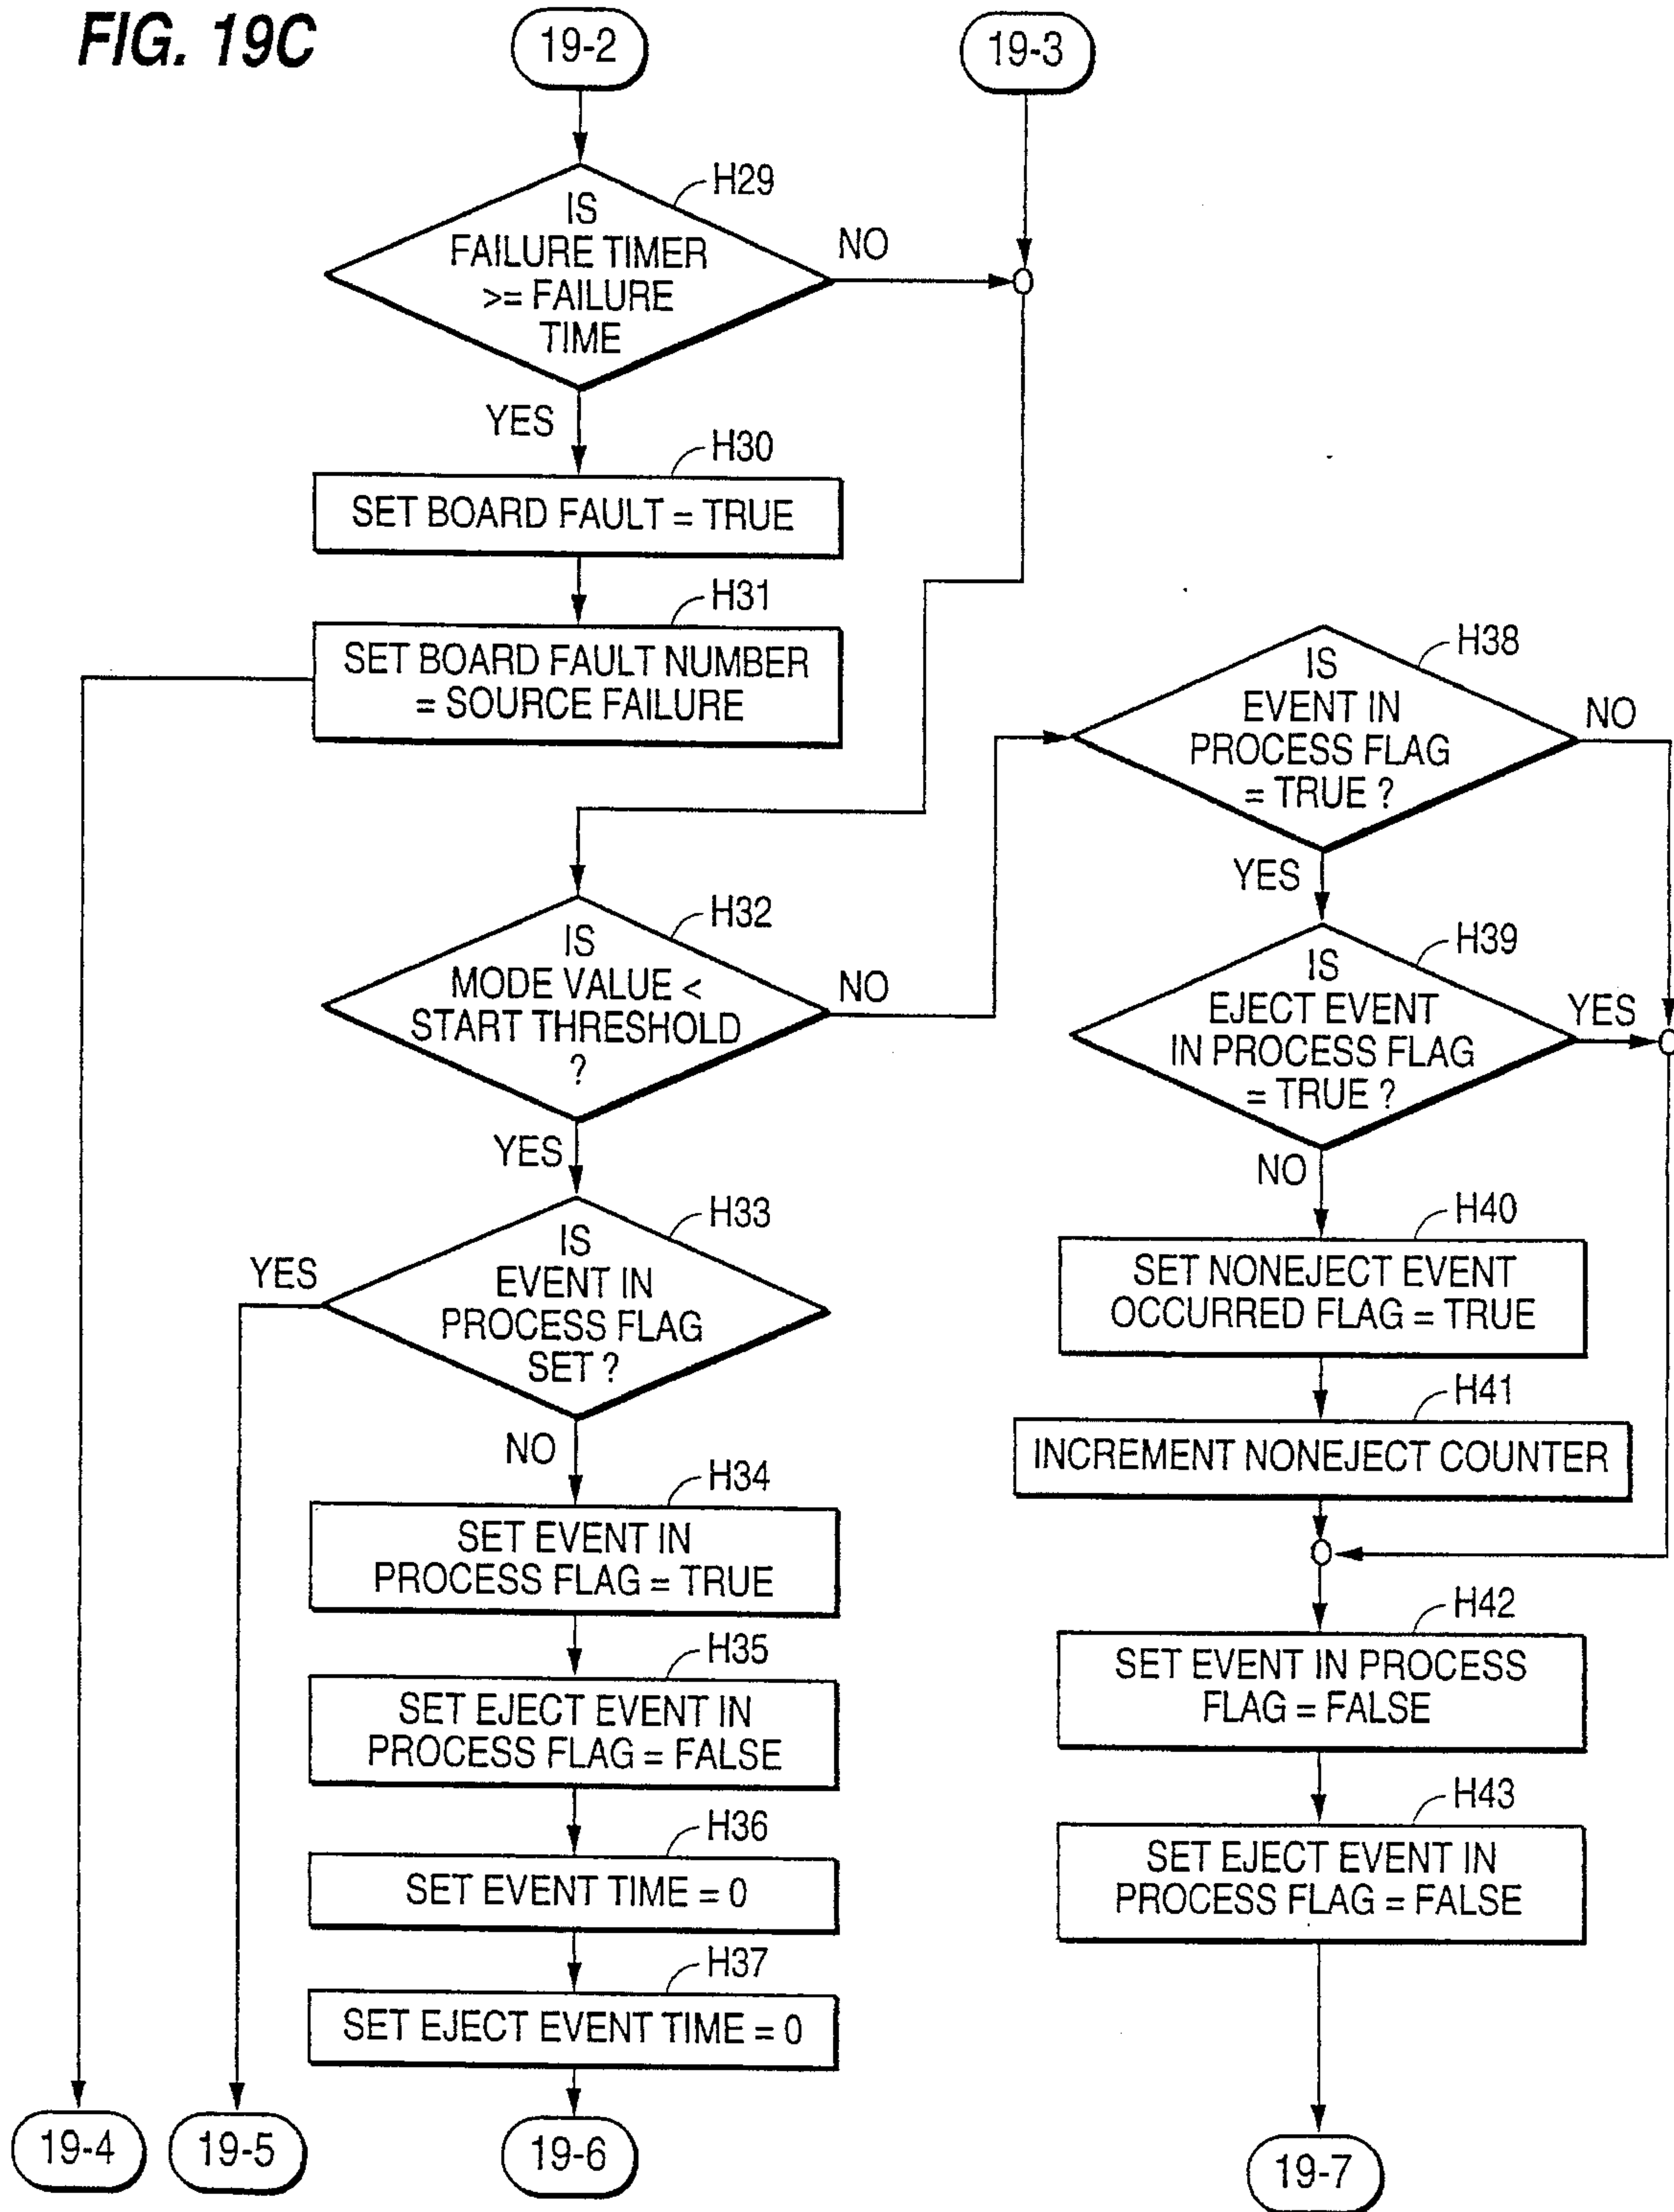 FIG. 19C
19-2
19-3
H29
IS
FAILURE TIMER
>= FAILURE
TIME
NO
YES
H30
SET BOARD FAULT = TRUE
H31
SET BOARD FAULT NUMBER
= SOURCE FAILURE
H32
IS
MODE VALUE <
START THRESHOLD
?
NO
YES
H33
IS
EVENT IN
PROCESS FLAG
SET ?
YES
NO
H34
SET EVENT IN
PROCESS FLAG = TRUE
H35
SET EJECT EVENT IN
PROCESS FLAG = FALSE
H36
SET EVENT TIME = 0
H37
SET EJECT EVENT TIME = 0
H38
IS
EVENT IN
PROCESS FLAG
= TRUE ?
NO
YES
H39
IS
EJECT EVENT
IN PROCESS FLAG
= TRUE ?
YES
NO
H40
SET NONEJECT EVENT
OCCURRED FLAG = TRUE
H41
INCREMENT NONEJECT COUNTER
H42
SET EVENT IN PROCESS
FLAG = FALSE
H43
SET EJECT EVENT IN
PROCESS FLAG = FALSE
19-4
19-5
19-6
19-7